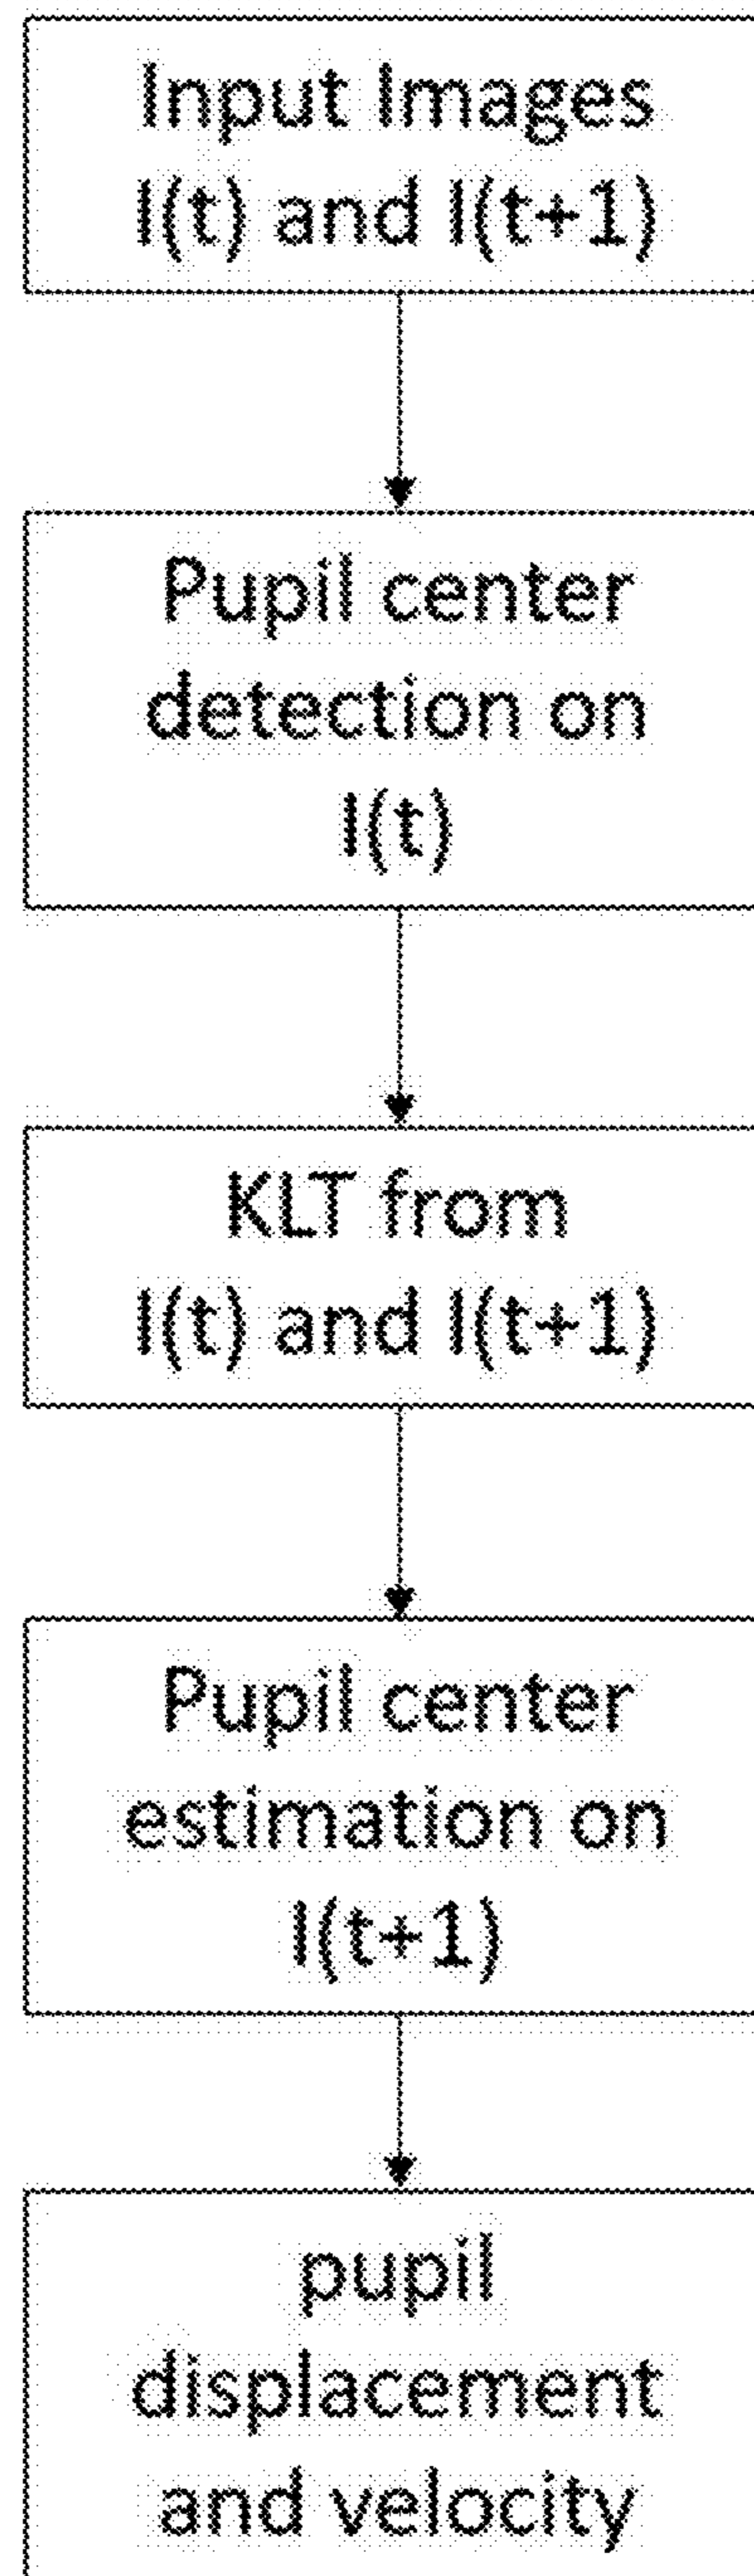 Input Images
I(t) and I(t+1)
Pupil center
detection on
I(t)
KLT from
I(t) and I(t+1)
Pupil center
estimation on
I(t+1)
pupil
displacement
and velocity